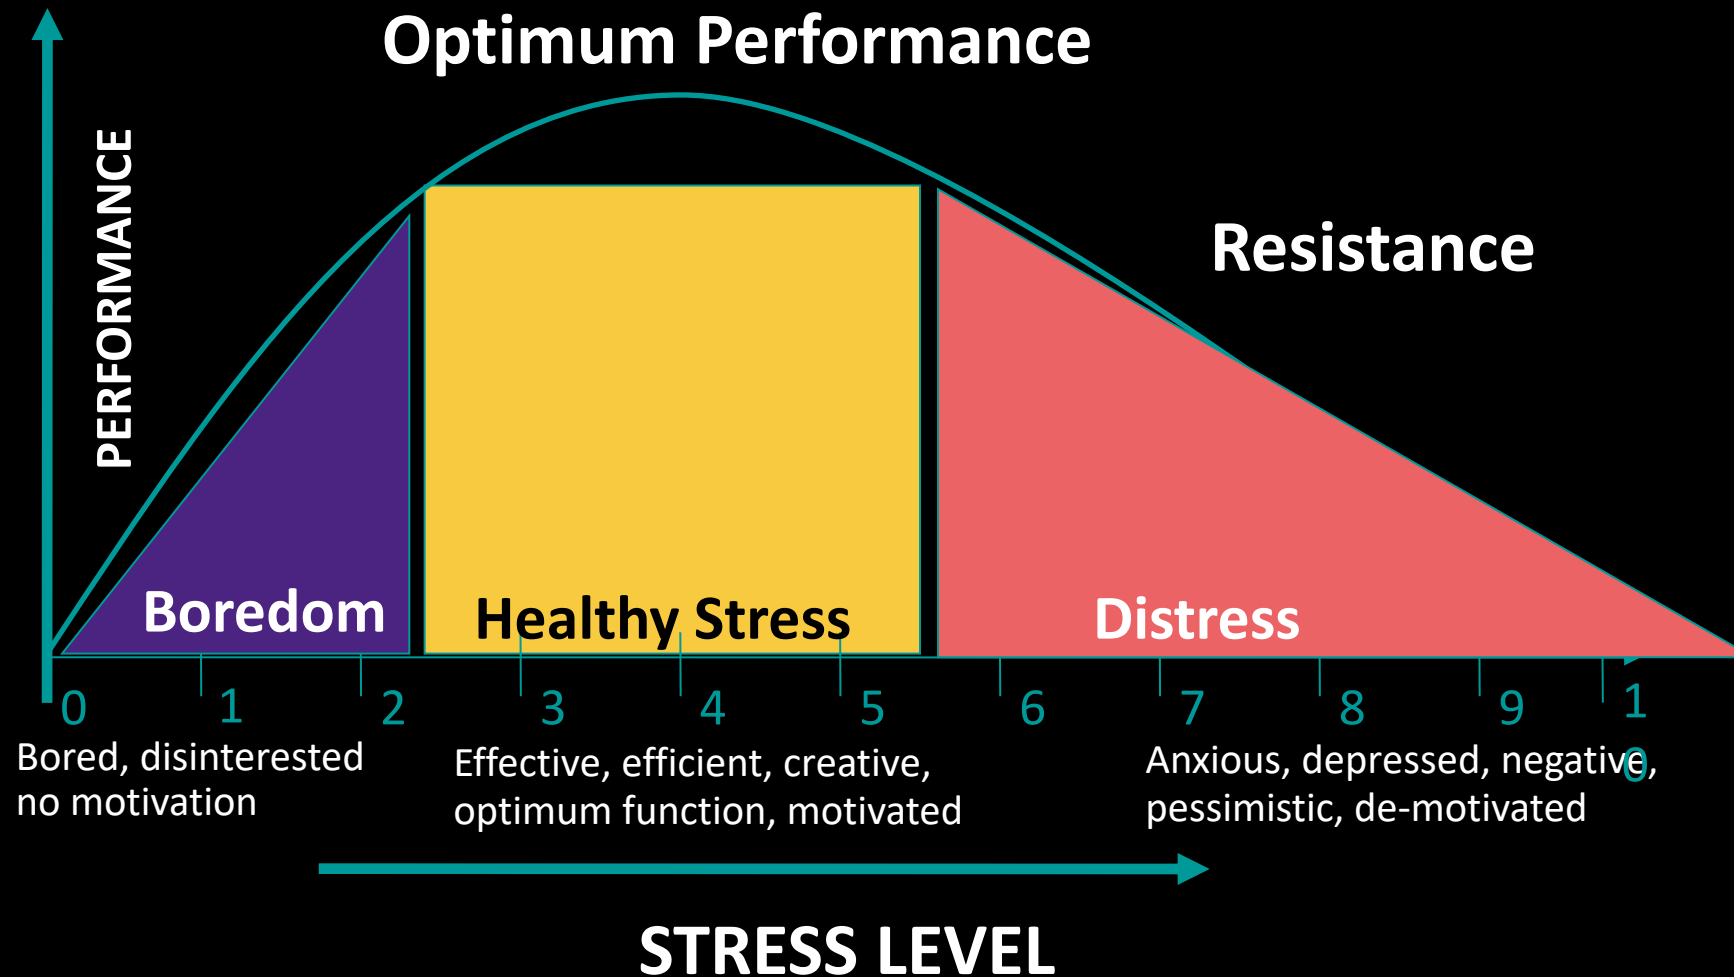 Optimum Performance
PERFORMANCE
Resistance
Boredom
Healthy Stress
Distress
0 1 2 3 4 5 6 7 8 9 1
0
Bored, disinterested
no motivation
Effective, efficient, creative,
optimum function, motivated
Anxious, depressed, negative,
pessimistic, de-motivated
STRESS LEVEL